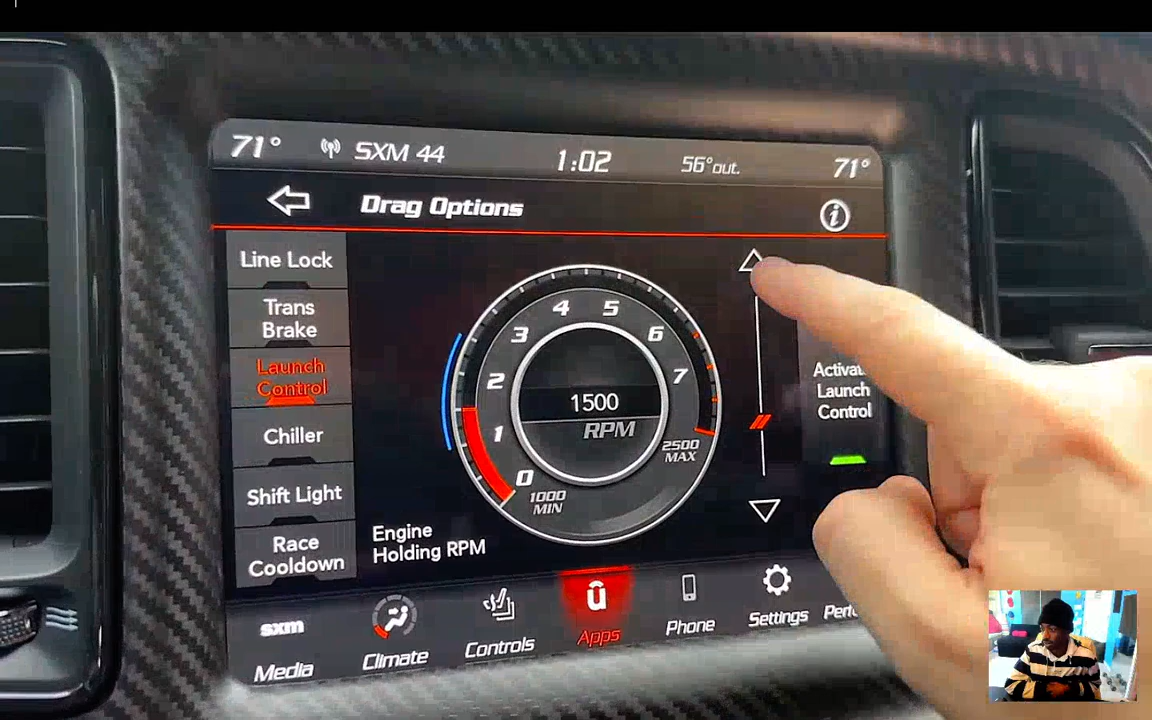 71° SXM 44 1:02 56°out. 71°
Drag Options
Line Lock
Trans
Brake
Launch
Control
Chiller
Shift Light
Race
Cooldown
0 1 2 3 4 5 6 7
1500
RPM
1000
MIN
2500
MAX
Engine
Holding RPM
Launch
Control
sxm
Media
Climate
Controls
û
Apps
Phone
Settings